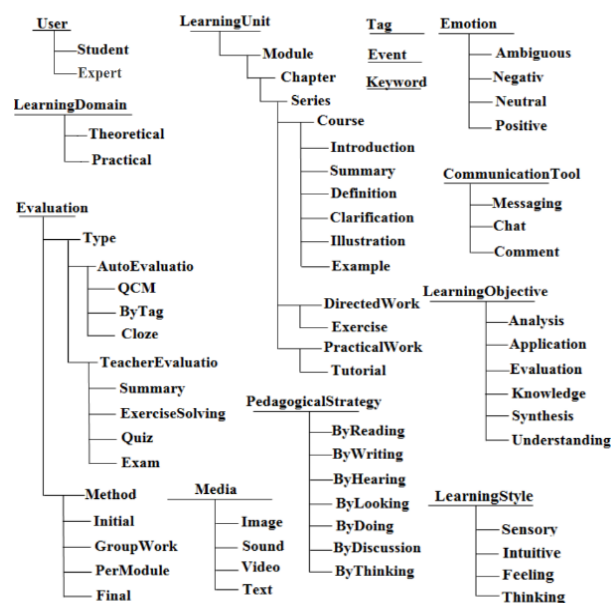 User
Student
Expert
LearningDomain
Theoretical
Practical
Evaluation
Type
AutoEvaluatio
QCM
ByTag
Cloze
TeacherEvaluatio
Summary
ExerciseSolving
Quiz
Exam
Method
Initial
GroupWork
PerModule
Final
LearningUnit
Module
Chapter
Series
Course
Introduction
Summary
Definition
Clarification
Illustration
Example
DirectedWork
Exercise
PracticalWork
Tutorial
Media
Image
Sound
Video
Text
PedagogicalStrategy
ByReading
ByWriting
ByHearing
ByLooking
ByDoing
ByDiscussion
ByThinking
Tag
Event
Keyword
Emotion
Ambiguous
Negativ
Neutral
Positive
CommunicationTool
Messaging
Chat
Comment
LearningObjective
Analysis
Application
Evaluation
Knowledge
Synthesis
Understanding
LearningStyle
Sensory
Intuitive
Feeling
Thinking